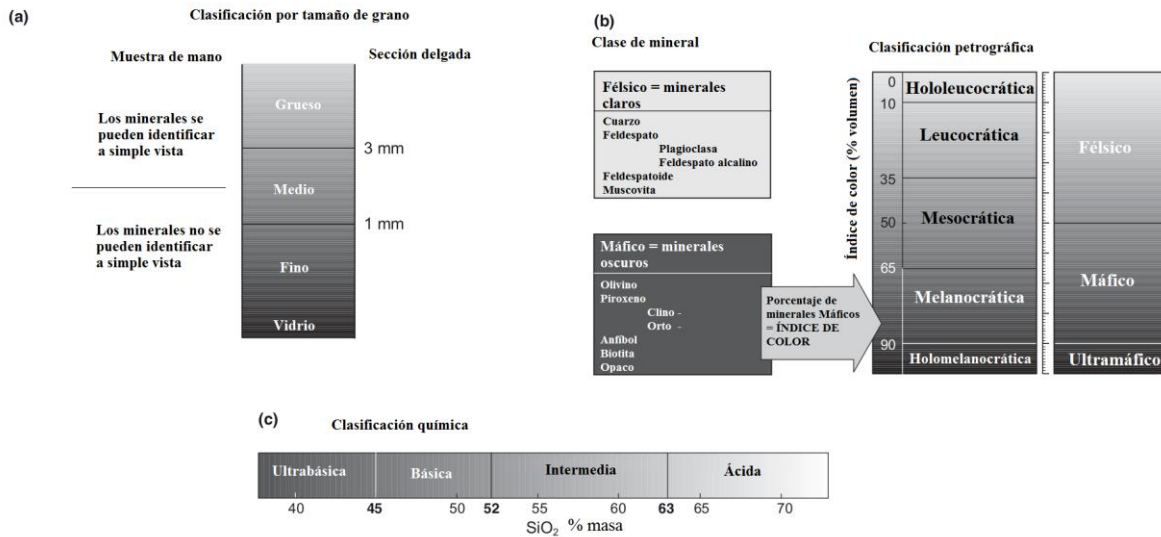 (a)
Clasificación por tamaño de grano
Muestra de mano
Sección delgada
Los minerales se
pueden identificar
a simple vista
Los minerales no se
pueden identificar
a simple vista
Grueso
Medio
Fino
Vidrio
3 mm
1 mm
(b)
Clase de mineral
Félsico = minerales
claros
Cuarzo
Feldespato
Plagioclasa
Feldespato alcalino
Feldespatoide
Muscovita
Máfico = minerales
oscuros
Olivino
Piroxeno
Clino -
Orto -
Anfíbol
Biotita
Opaco
Porcentaje de
minerales Máficos
= ÍNDICE DE
COLOR
Clasificación petrográfica
Índice de color (% volumen)
0
10
35
50
65
90
Hololeucocrática
Leucocrática
Mesocrática
Melanocrática
Holomelanocrática
Félsico
Máfico
Ultramáfico
(c)
Clasificación química
Ultrabásica Básica Intermedia Ácida
40 45 50 52 55 60 63 65 70
SiO₂ % masa